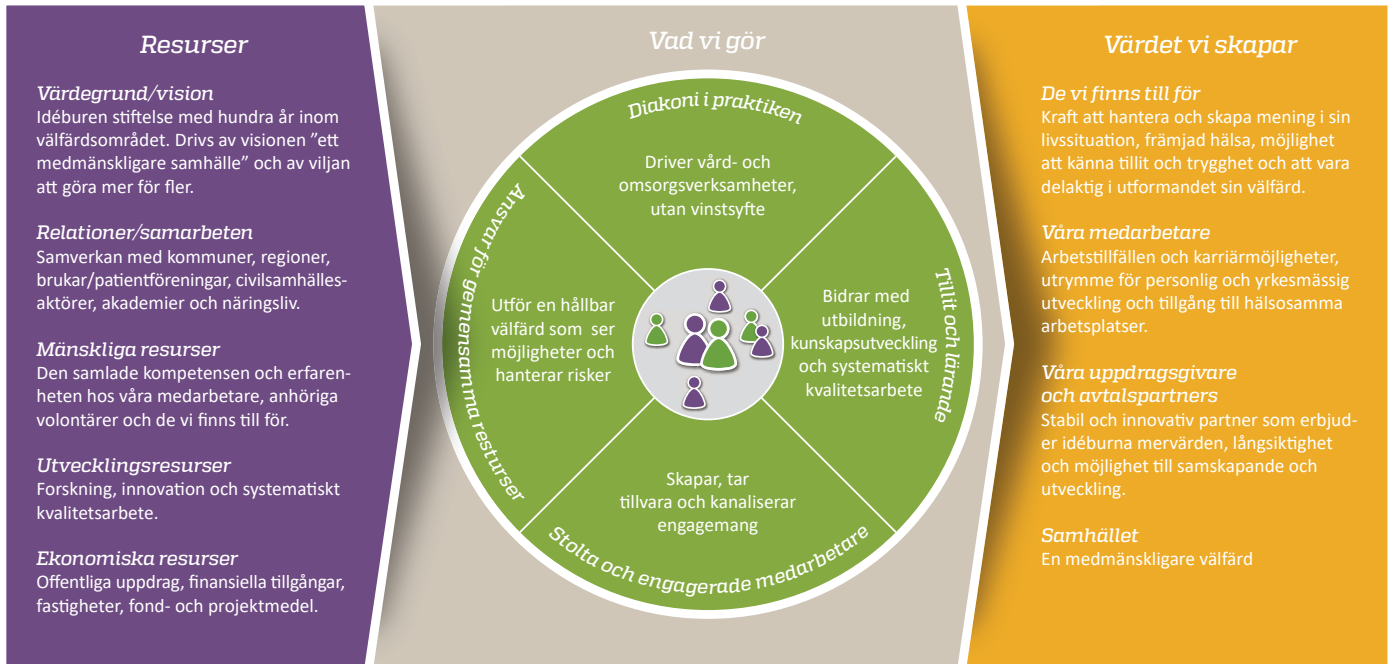 Resurser
Värdegrund/vision
Idéburen stiftelse med hundra år inom
välfärdsområdet. Drivs av visionen ”ett
medmänskligare samhälle” och av viljan
att göra mer för fler.
Relationer/samarbeten
Samverkan med kommuner, regioner,
brukar/patientföreningar, civilsamhälles-
aktörer, akademier och näringsliv.
Mänskliga resurser
Den samlade kompetensen och erfaren-
heten hos våra medarbetare, anhöriga
volontärer och de vi finns till för.
Utvecklingsresurser
Forskning, innovation och systematiskt
kvalitetsarbete.
Ekonomiska resurser
Offentliga uppdrag, finansiella tillgångar,
fastigheter, fond- och projektmedel.
Vad vi gör
Diakoni i praktiken
Driver vård- och
omsorgsverksamheter,
utan vinstsyfte
Tillit och lärande
Bidrar med
utbildning,
kunskapsutveckling
och systematiskt
kvalitetsarbete
Stolta och engagerade medarbetare
Skapar, tar
tillvara och kanaliserar
engagemang
Ansvar för gemensamma resturser
Utför en hållbar
välfärd som ser
möjligheter och
hanterar risker
Värdet vi skapar
De vi finns till för
Kraft att hantera och skapa mening i sin
livssituation, främjad hälsa, möjlighet
att känna tillit och trygghet och att vara
delaktig i utformandet sin välfärd.
Våra medarbetare
Arbetstillfällen och karriärmöjligheter,
utrymme för personlig och yrkesmässig
utveckling och tillgång till hälsosamma
arbetsplatser.
Våra uppdragsgivare
och avtalspartners
Stabil och innovativ partner som erbjud-
er idéburna mervärden, långsiktighet
och möjlighet till samskapande och
utveckling.
Samhället
En medmänskligare välfärd